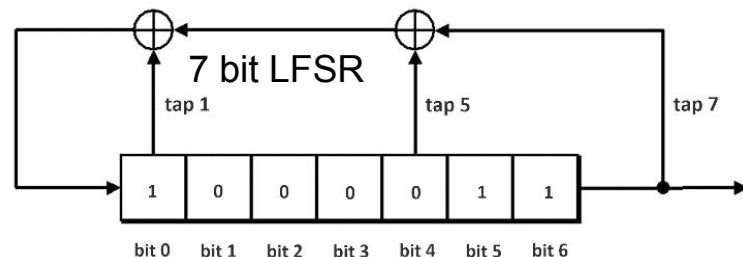 7 bit LFSR
tap 1 tap 5 tap 7
1 0 0 0 0 1 1
bit 0 bit 1 bit 2 bit 3 bit 4 bit 5 bit 6